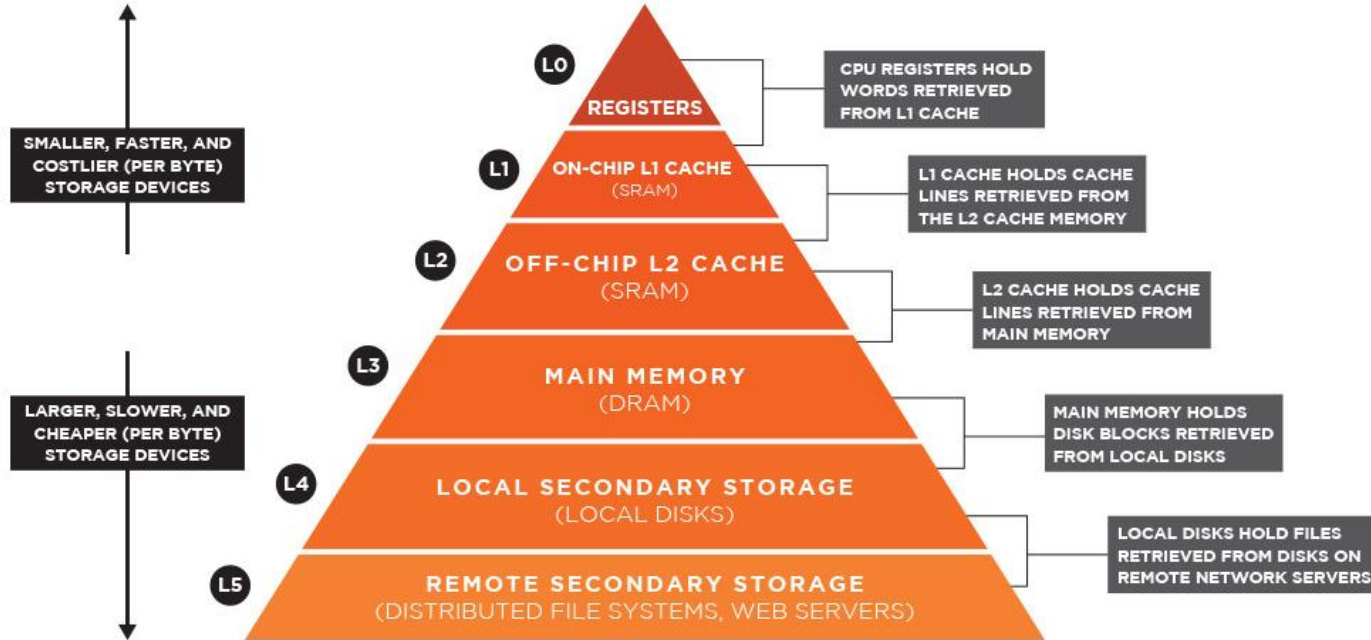 L0
REGISTERS
CPU REGISTERS HOLD
WORDS RETRIEVED
FROM L1 CACHE
SMALLER, FASTER, AND
COSTLIER (PER BYTE)
STORAGE DEVICES
L1
ON-CHIP L1 CACHE
(SRAM)
L1 CACHE HOLDS CACHE
LINES RETRIEVED FROM
THE L2 CACHE MEMORY
L2
OFF-CHIP L2 CACHE
(SRAM)
L2 CACHE HOLDS CACHE
LINES RETRIEVED FROM
MAIN MEMORY
L3
MAIN MEMORY
(DRAM)
LARGER, SLOWER, AND
CHEAPER (PER BYTE)
STORAGE DEVICES
MAIN MEMORY HOLDS
DISK BLOCKS RETRIEVED
FROM LOCAL DISKS
L4
LOCAL SECONDARY STORAGE
(LOCAL DISKS)
LOCAL DISKS HOLD FILES
RETRIEVED FROM DISKS ON
REMOTE NETWORK SERVERS
L5
REMOTE SECONDARY STORAGE
(DISTRIBUTED FILE SYSTEMS, WEB SERVERS)